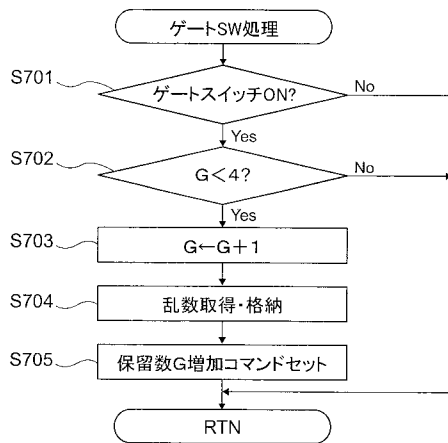 ゲートSW処理
S701
ゲートスイッチON?
No
Yes
S702
G<4?
No
Yes
S703
G←G+1
S704
乱数取得・格納
S705
保留数G増加コマンドセット
RTN